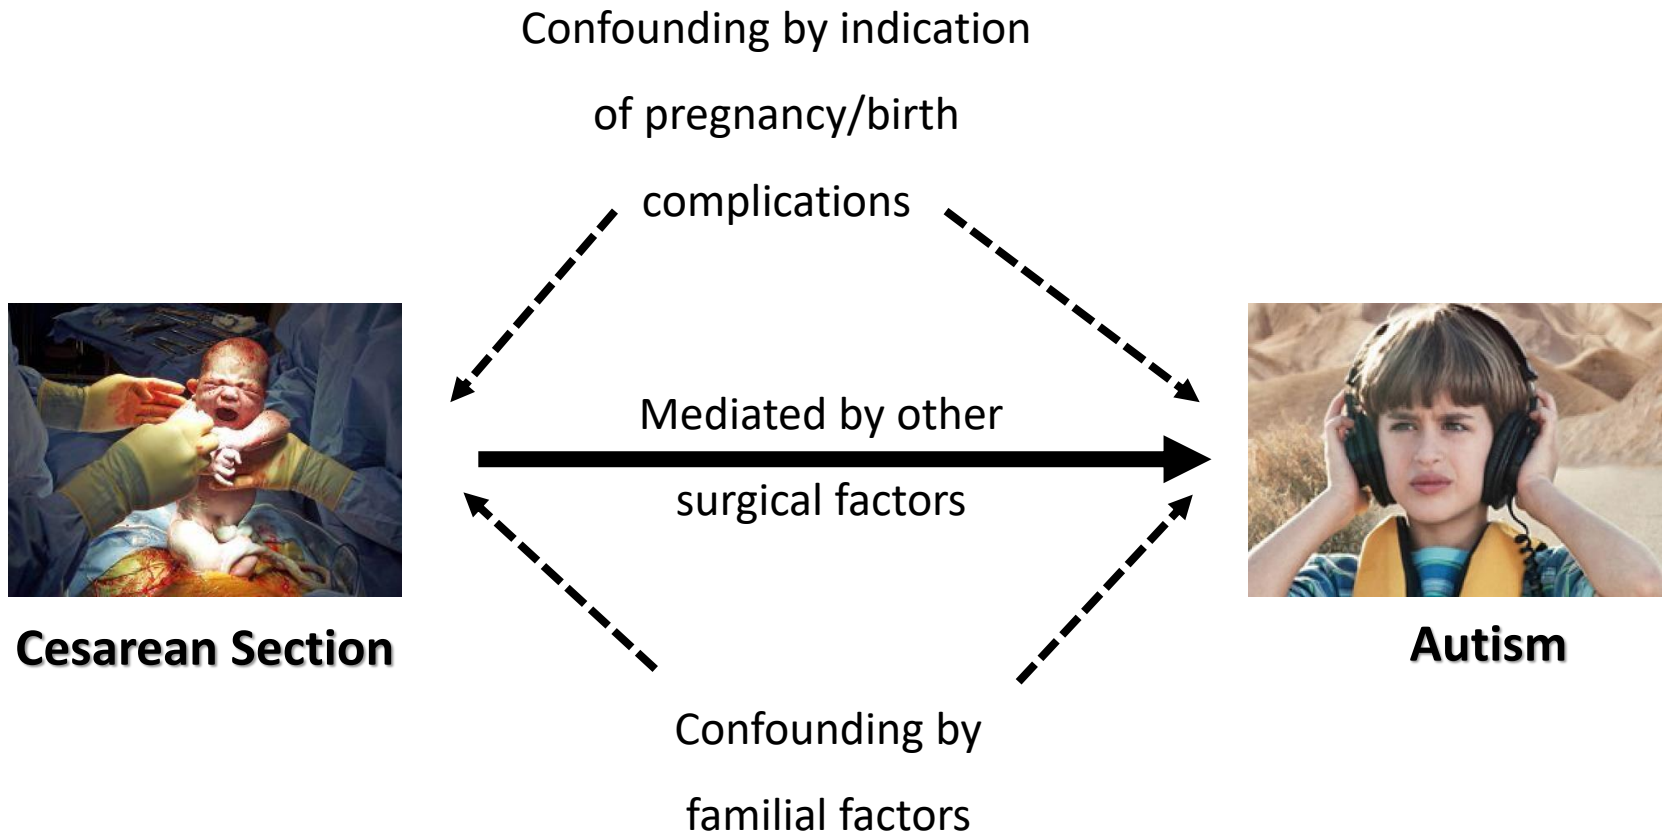 Confounding by indication
of pregnancy/birth
complications
Mediated by other
surgical factors
Cesarean Section
Autism
Confounding by
familial factors